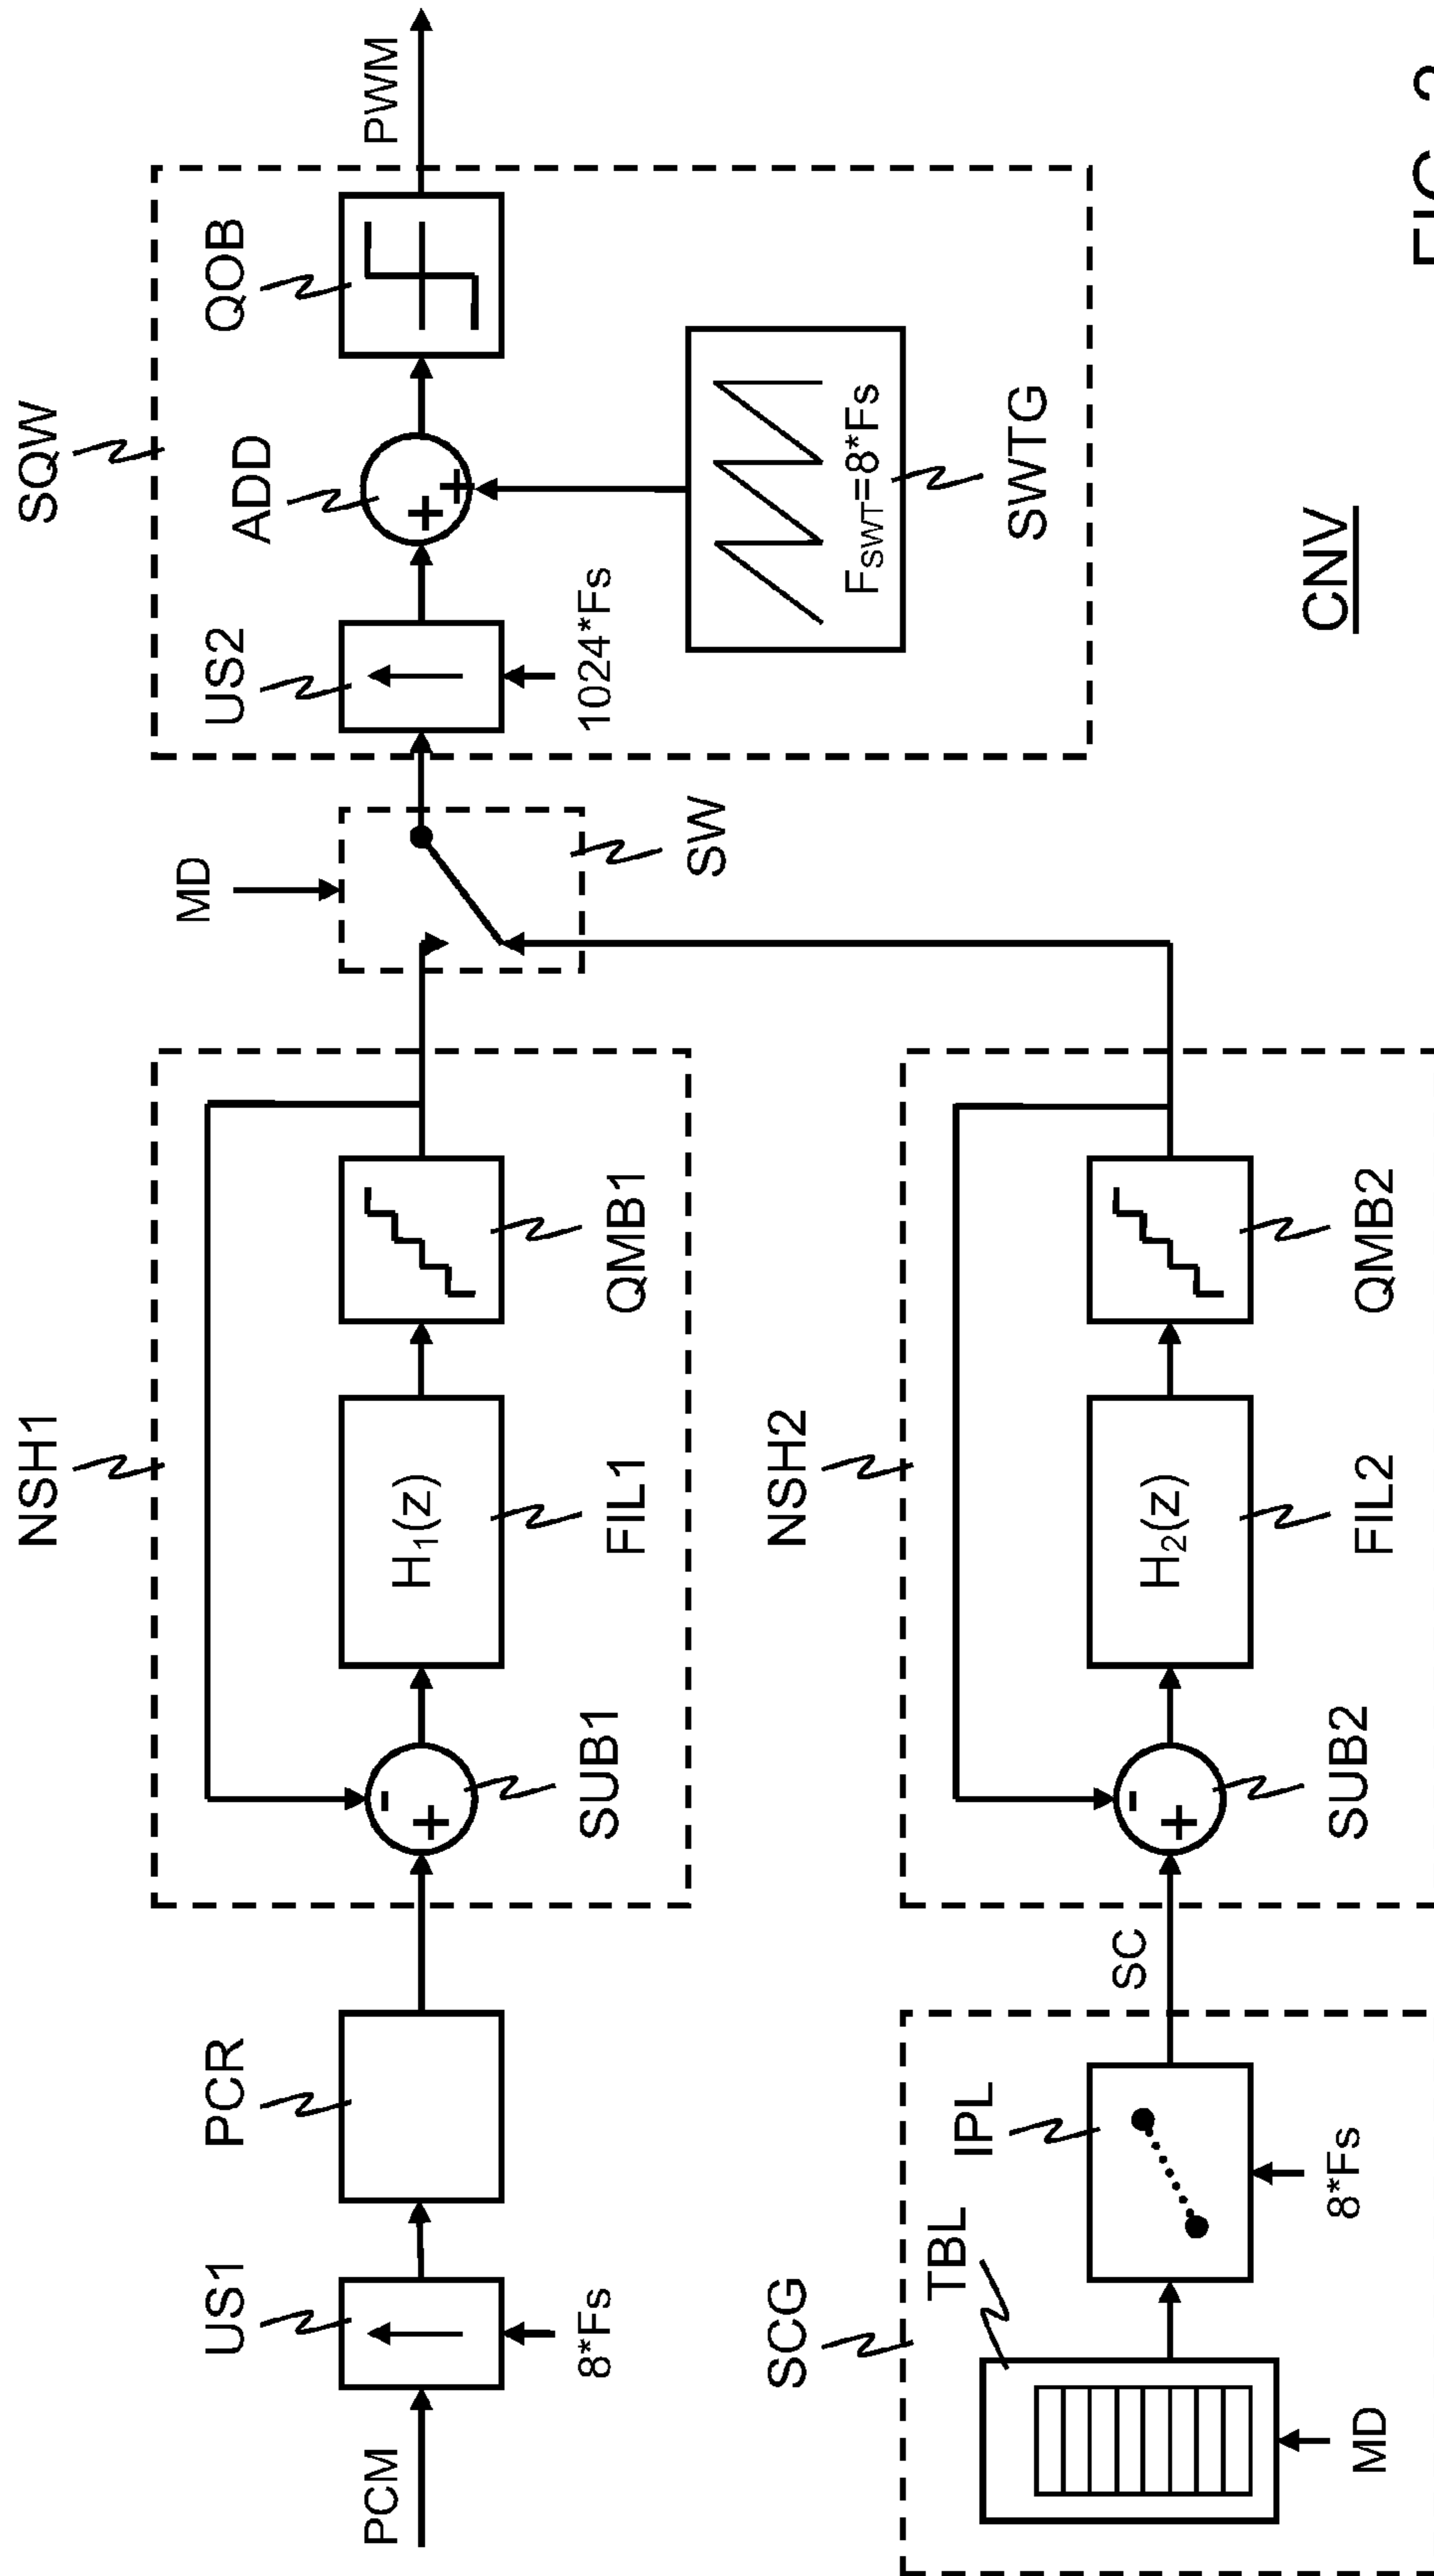 NSH1
SQW
US1
PCR
MD
US2
ADD
QOB
PCM
H1(z)
PWM
-
+
+
+
8*Fs
SUB1
FIL1
QMB1
1024*Fs
SW
FSWT=8*Fs
SWTG
SCG
NSH2
TBL
IPL
SC
H2(z)
-
+
CNV
MD
8*Fs
SUB2
FIL2
QMB2